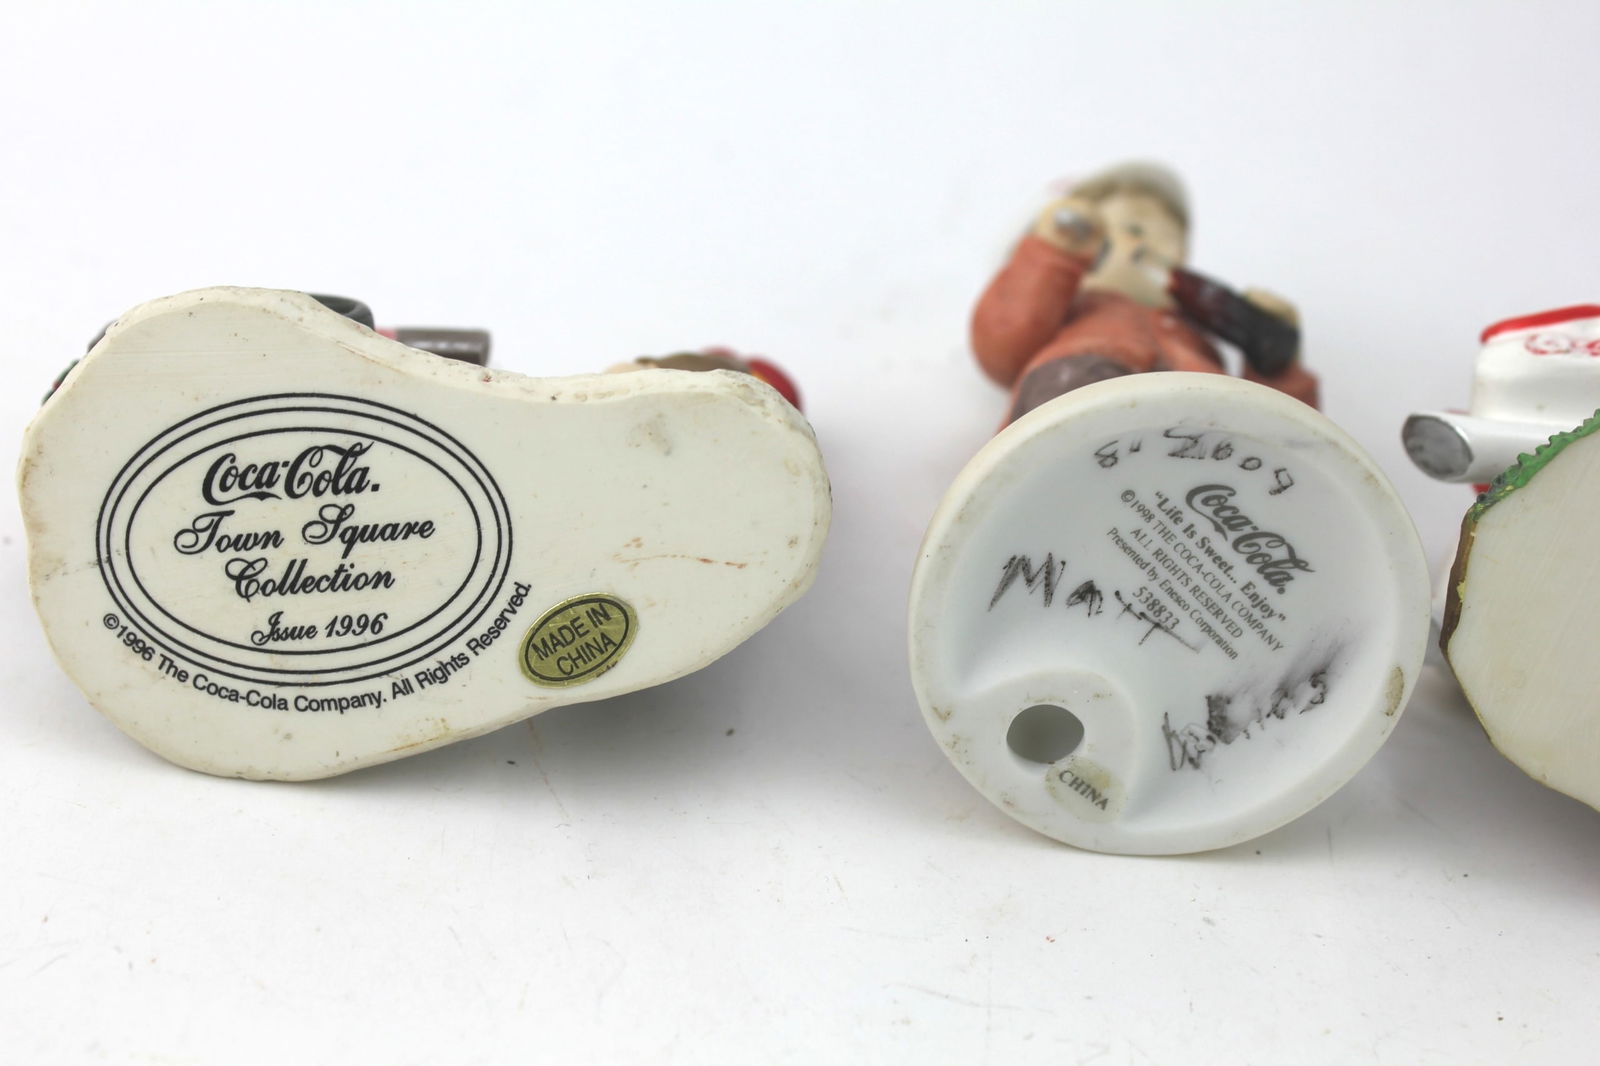 Coca-Cola.
Town Square
Collection
Issue 1996
©1996 The Coca-Cola Company. All Rights Reserved.
MADE IN
CHINA
8' 2009
Coca-Cola.
"Life Is Sweet... Enjoy"
©1998 THE COCA-COLA COMPANY
ALL RIGHTS RESERVED
Presented by Enesco Corporation
538833
Matt
CHINA